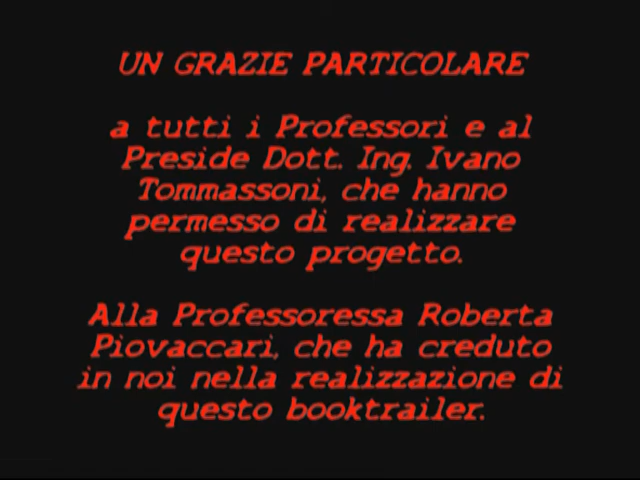 UN GRAZIE PARTICOLARE
a tutti i Professori e al
Preside Dott. Ing. Ivano
Tommassoni, che hanno
permesso di realizzare
questo progetto.
Alla Professoressa Roberta
Piovaccari, che ha creduto
in noi nella realizzazione di
questo booktrailer.